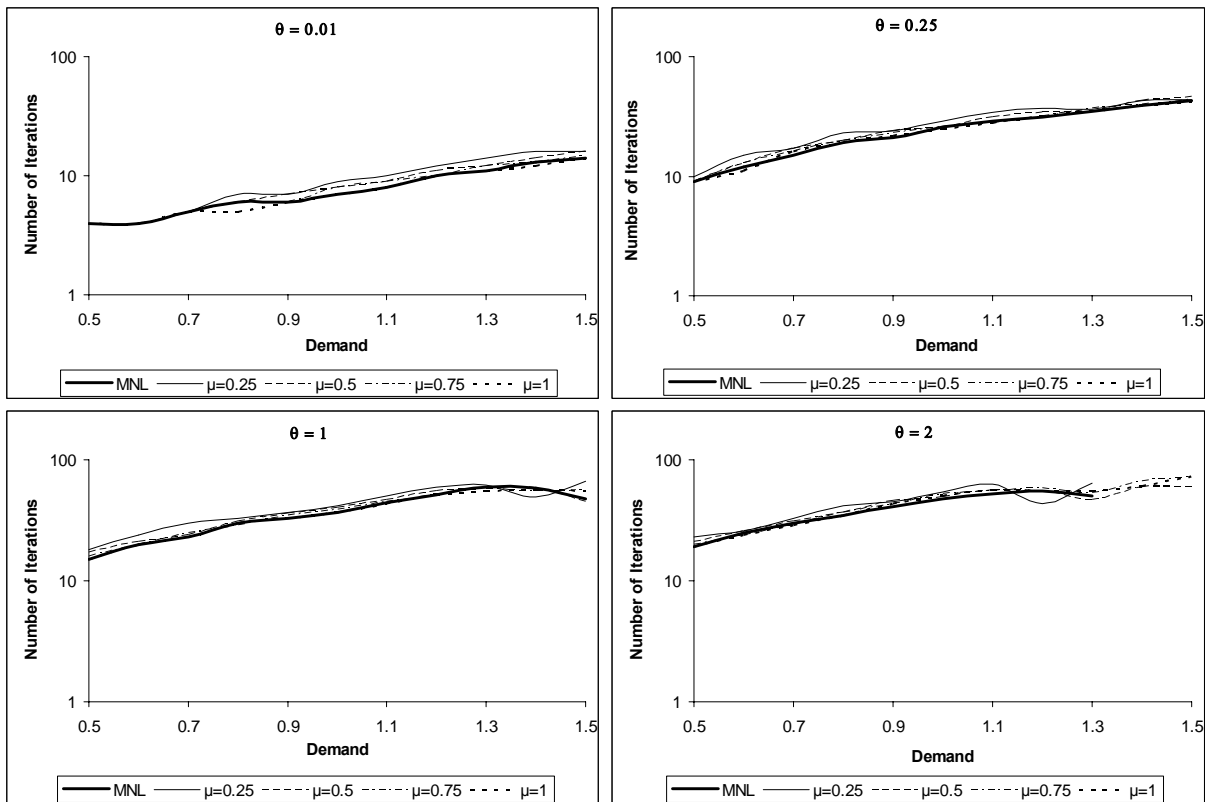 θ = 0.01
100
10
1
Number of Iterations
0.5 0.7 0.9 1.1 1.3 1.5
Demand
MNL μ=0.25 μ=0.5 μ=0.75 μ=1
θ = 0.25
100
10
1
Number of Iterations
0.5 0.7 0.9 1.1 1.3 1.5
Demand
MNL μ=0.25 μ=0.5 μ=0.75 μ=1
θ = 1
100
10
1
Number of Iterations
0.5 0.7 0.9 1.1 1.3 1.5
Demand
MNL μ=0.25 μ=0.5 μ=0.75 μ=1
θ = 2
100
10
1
Number of Iterations
0.5 0.7 0.9 1.1 1.3 1.5
Demand
MNL μ=0.25 μ=0.5 μ=0.75 μ=1